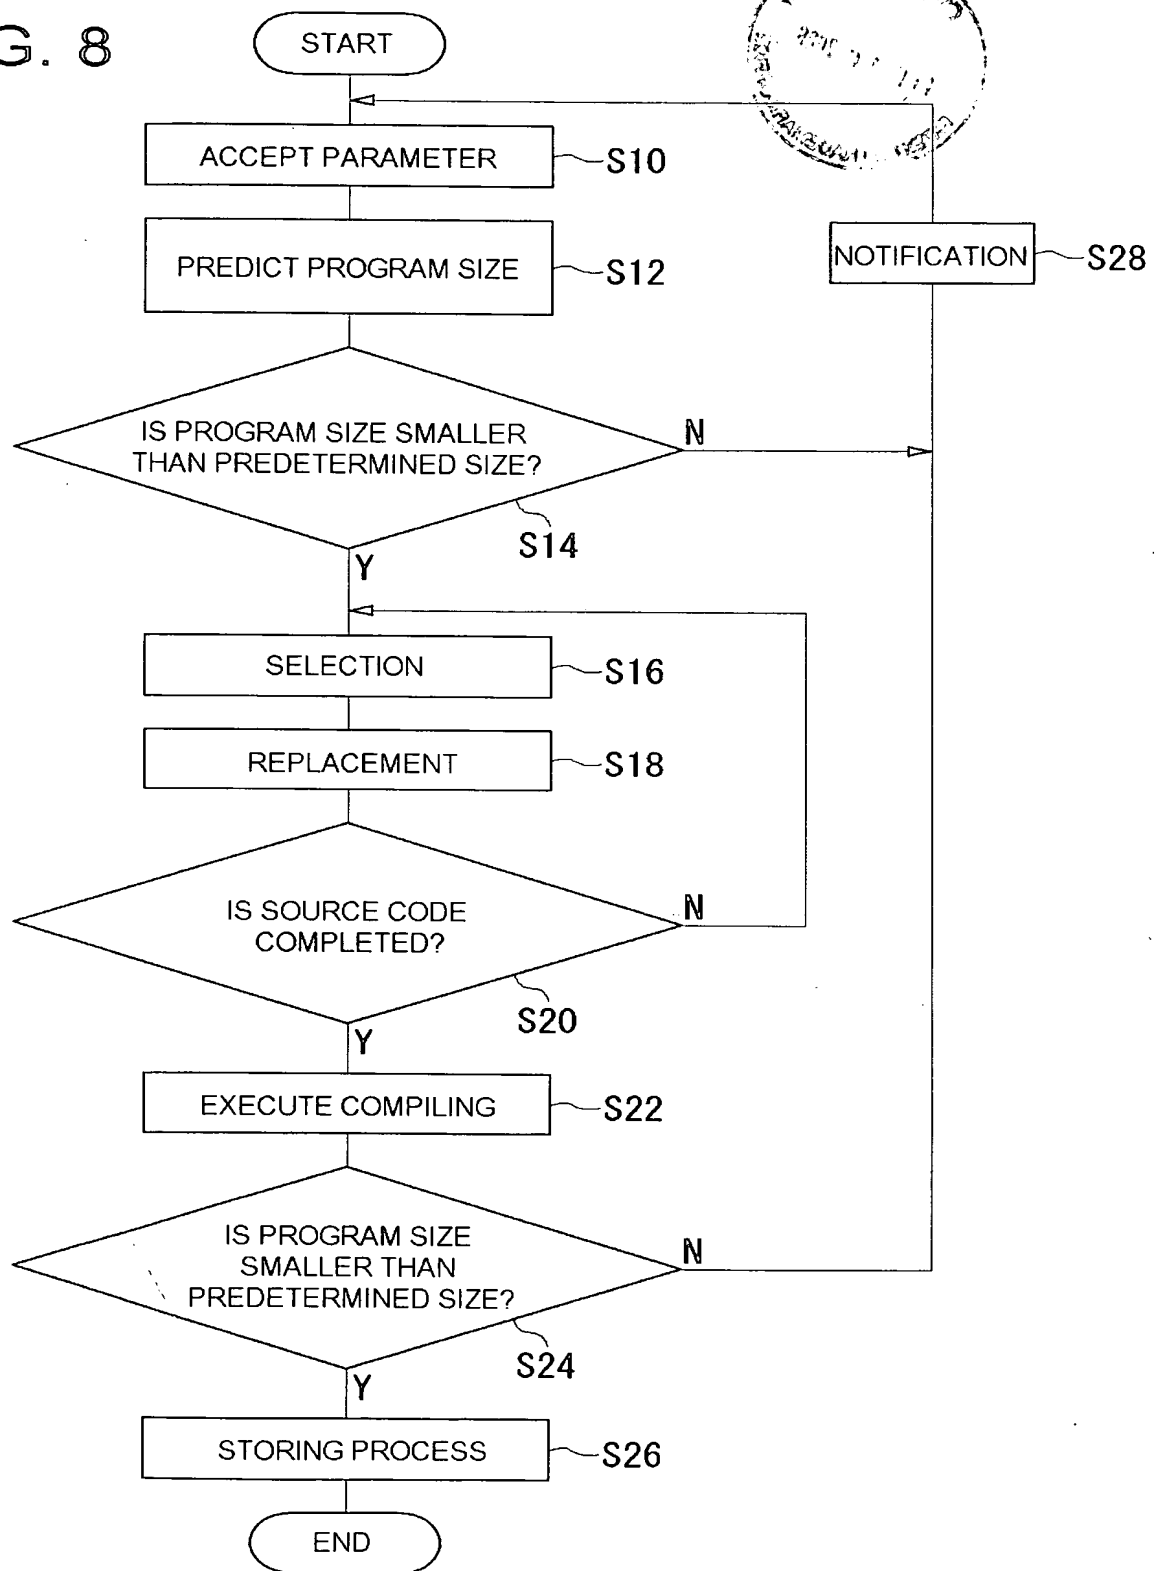 G. 8
START
ACCEPT PARAMETER
S10
PREDICT PROGRAM SIZE
S12
NOTIFICATION
S28
IS PROGRAM SIZE SMALLER
THAN PREDETERMINED SIZE?
N
S14
Y
SELECTION
S16
REPLACEMENT
S18
IS SOURCE CODE
COMPLETED?
N
S20
Y
EXECUTE COMPILING
S22
IS PROGRAM SIZE
SMALLER THAN
PREDETERMINED SIZE?
N
S24
Y
STORING PROCESS
S26
END